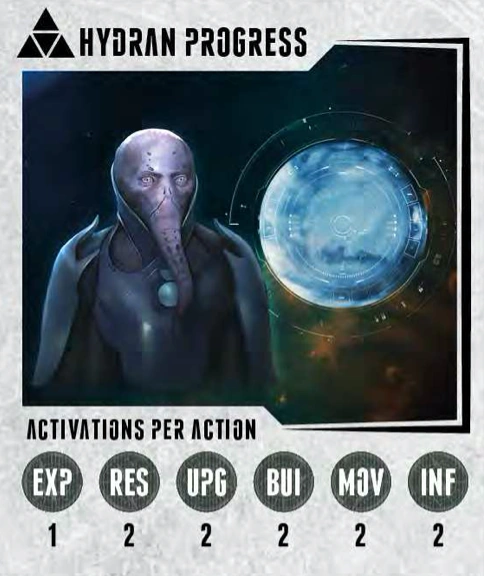 HYDRAN PROGRESS
ACTIVATIONS PER ACTION
EXP RES UPG BUI MOV INF
1 2 2 2 2 2